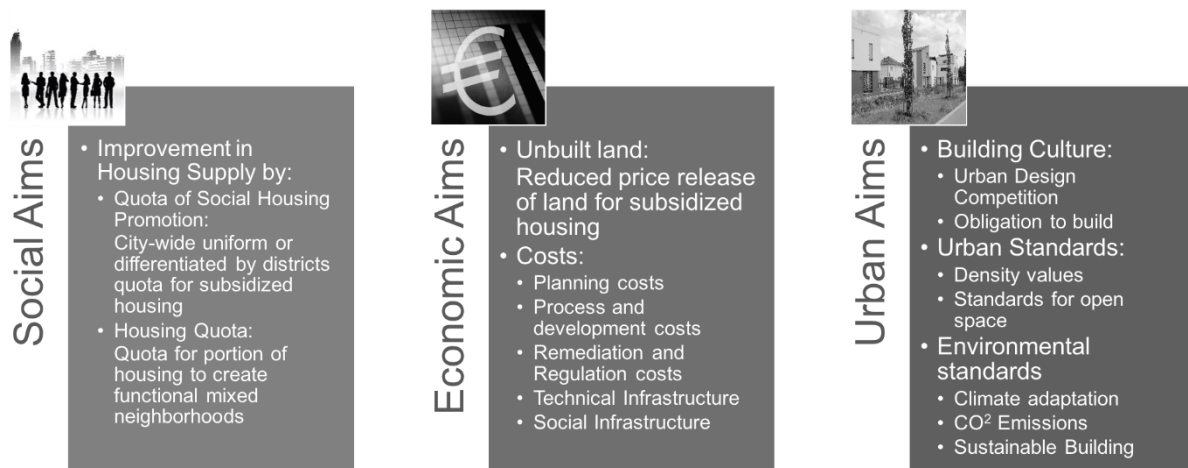 Social Aims
• Improvement in
Housing Supply by:
• Quota of Social Housing
Promotion:
City-wide uniform or
differentiated by districts
quota for subsidized
housing
• Housing Quota:
Quota for portion of
housing to create
functional mixed
neighborhoods
Economic Aims
€
• Unbuilt land:
Reduced price release
of land for subsidized
housing
• Costs:
• Planning costs
• Process and
development costs
• Remediation and
Regulation costs
• Technical Infrastructure
• Social Infrastructure
Urban Aims
• Building Culture:
• Urban Design
Competition
• Obligation to build
• Urban Standards:
• Density values
• Standards for open
space
• Environmental
standards
• Climate adaptation
• CO² Emissions
• Sustainable Building